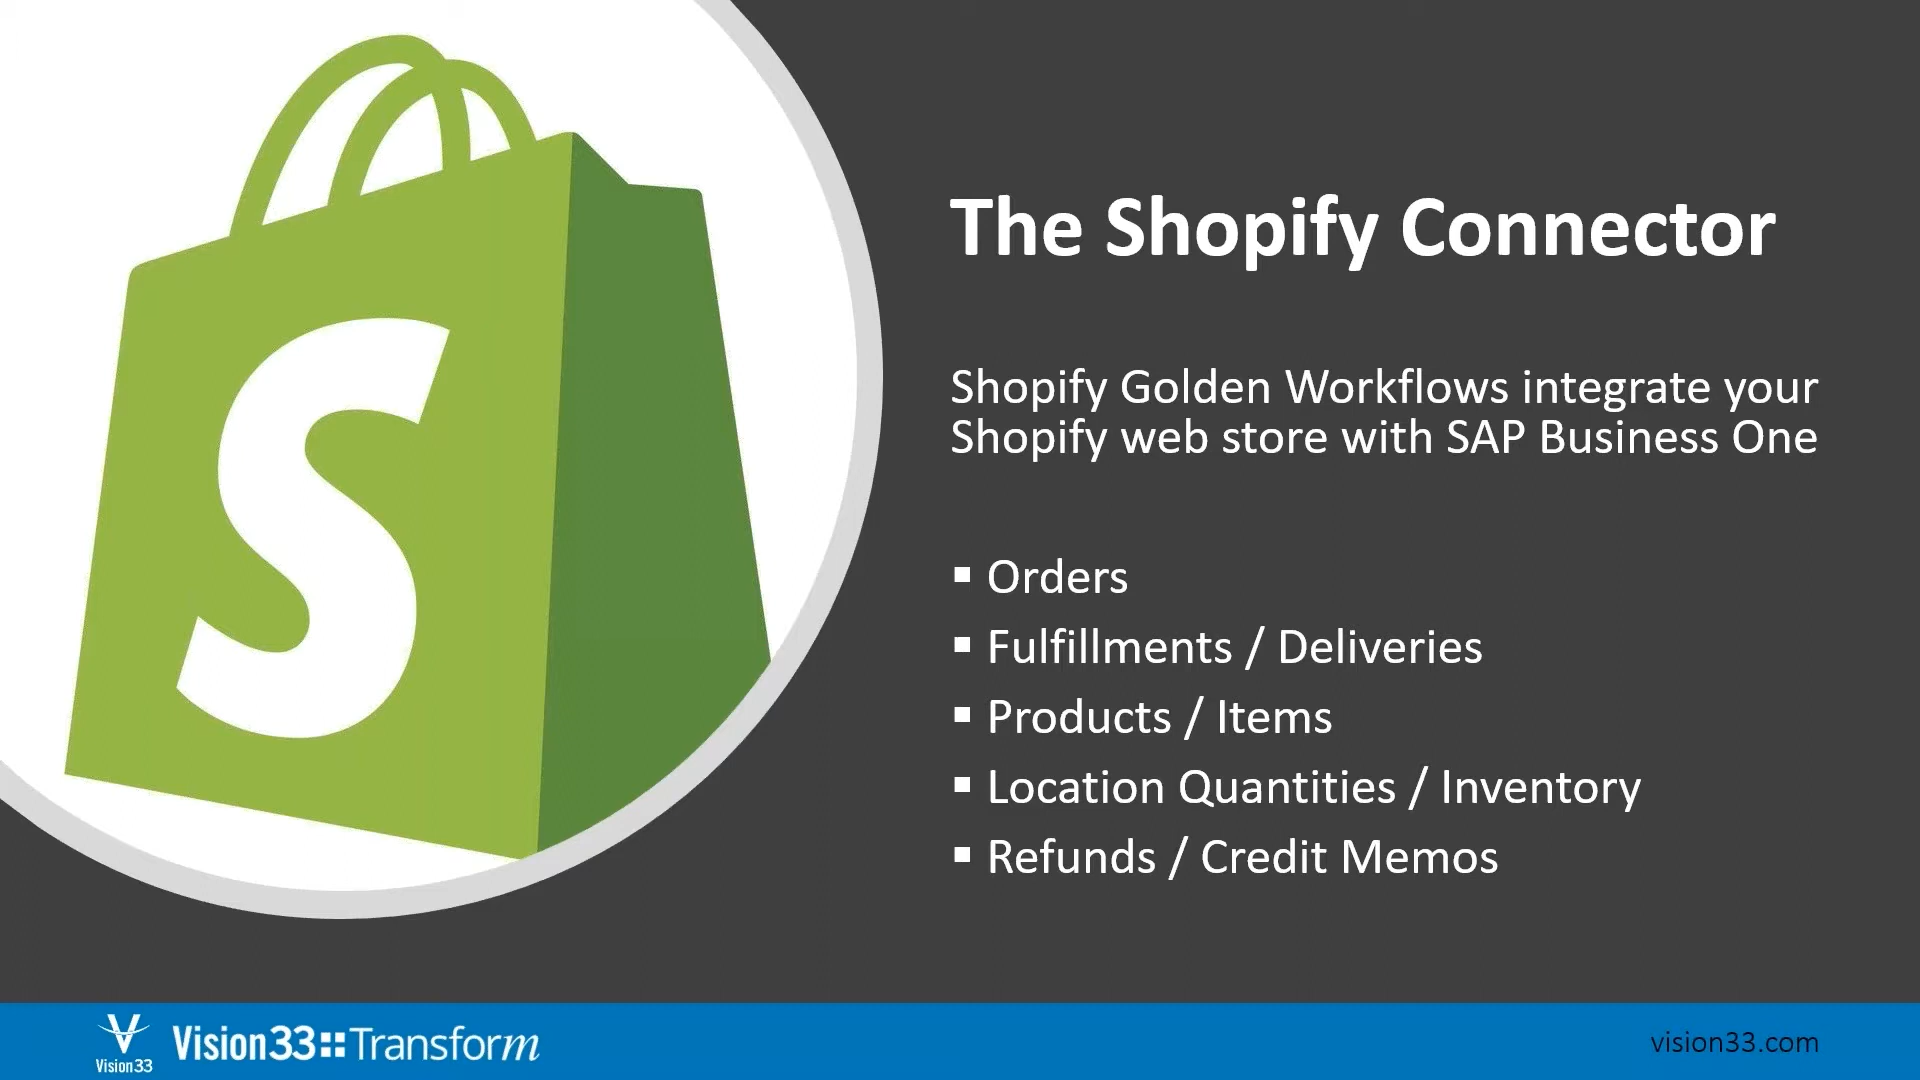 S
The Shopify Connector
Shopify Golden Workflows integrate your
Shopify web store with SAP Business One
▪ Orders
▪ Fulfillments / Deliveries
▪ Products / Items
▪ Location Quantities / Inventory
▪ Refunds / Credit Memos
Vision33
Vision33::Transform
vision33.com